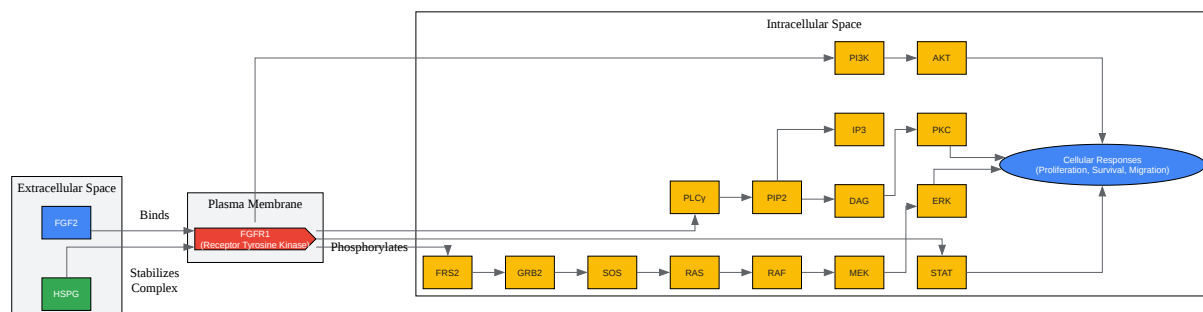 Intracellular Space
PI3K
AKT
IP3
PKC
Cellular Responses
(Proliferation, Survival, Migration)
Extracellular Space
FGF2
HSPG
Binds
Stabilizes
Complex
Plasma Membrane
FGFR1
(Receptor Tyrosine Kinase)
Phosphorylates
PLCγ
PIP2
DAG
ERK
FRS2
GRB2
SOS
RAS
RAF
MEK
STAT